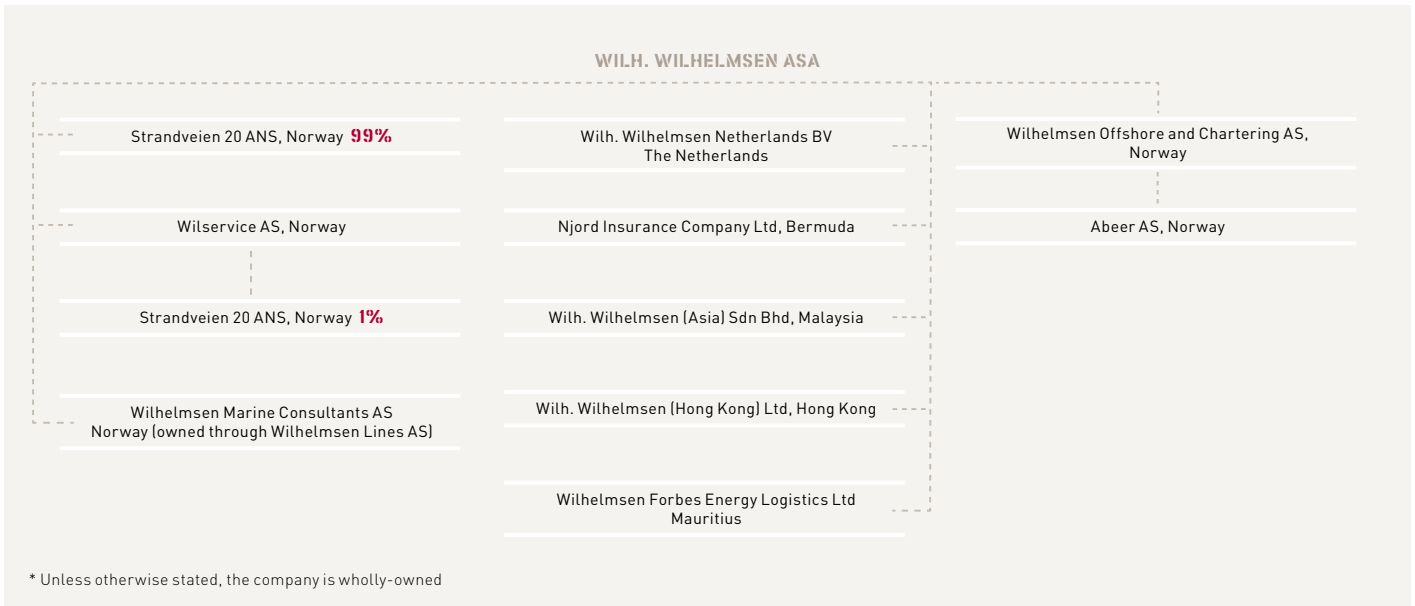 WILH. WILHELMSEN ASA
Strandveien 20 ANS, Norway 99%
Wilservice AS, Norway
Strandveien 20 ANS, Norway 1%
Wilhelmsen Marine Consultants AS
Norway (owned through Wilhelmsen Lines AS)
Wilh. Wilhelmsen Netherlands BV
The Netherlands
Njord Insurance Company Ltd, Bermuda
Wilh. Wilhelmsen (Asia) Sdn Bhd, Malaysia
Wilh. Wilhelmsen (Hong Kong) Ltd, Hong Kong
Wilhelmsen Forbes Energy Logistics Ltd
Mauritius
Wilhelmsen Offshore and Chartering AS,
Norway
Abeer AS, Norway
* Unless otherwise stated, the company is wholly-owned